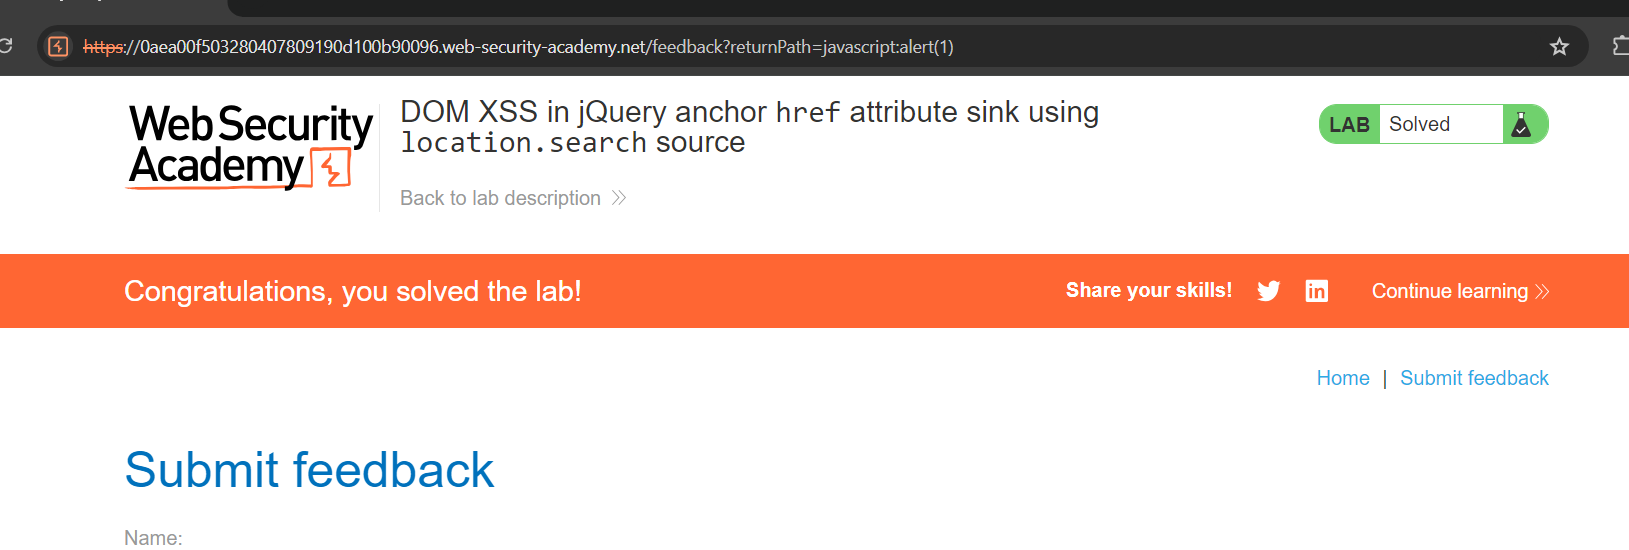 https://0aea00f503280407809190d100b90096.web-security-academy.net/feedback?returnPath=javascript:alert(1)
Web Security
Academy
DOM XSS in jQuery anchor href attribute sink using
location.search source
LAB Solved
Back to lab description
Congratulations, you solved the lab!
Share your skills!
Continue learning
Home | Submit feedback
Submit feedback
Name: